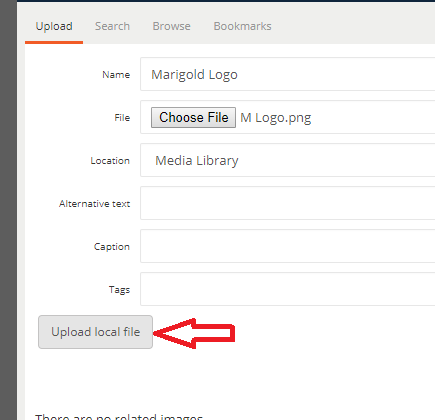 Upload Search Browse Bookmarks
Name Marigold Logo
File Choose File M Logo.png
Location Media Library
Alternative text
Caption
Tags
Upload local file
There are no related images